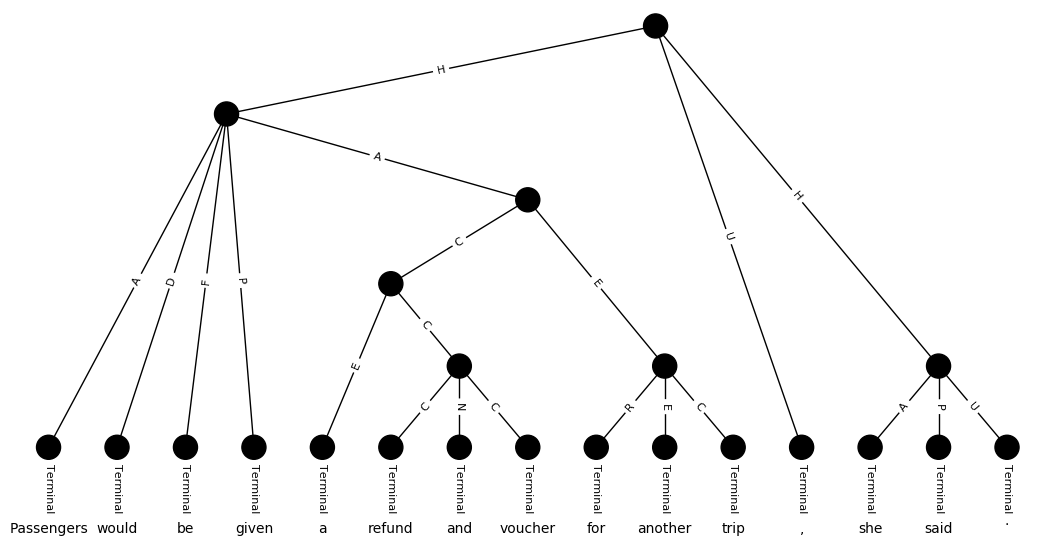 H
A
U
H
C
E
A
D
F
P
C
E
C
N
C
R
E
C
A
P
U
Terminal Terminal Terminal Terminal Terminal Terminal Terminal Terminal Terminal Terminal Terminal Terminal Terminal Terminal Terminal
Passengers would be given a refund and voucher for another trip , she said .